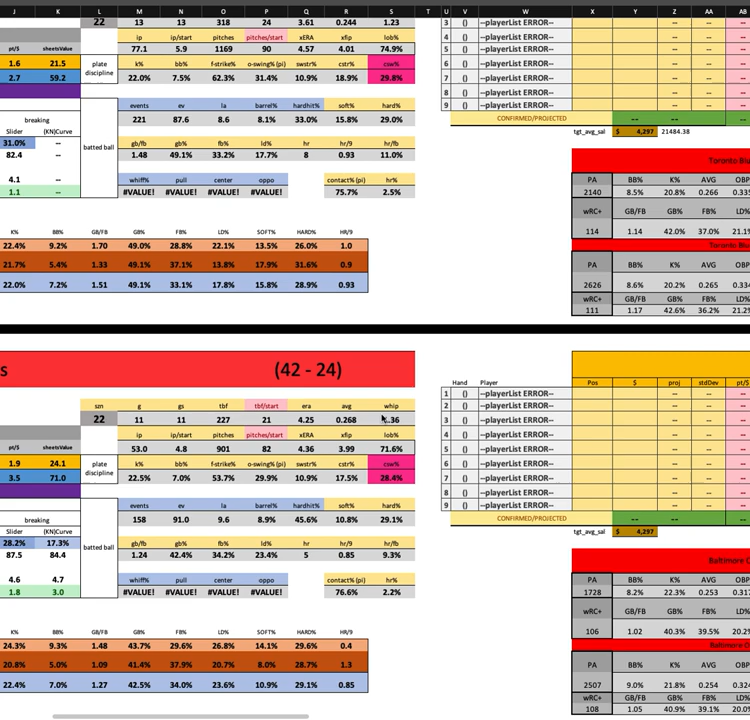 J K L M N O P Q R S T U V W X Y Z AA AB
22 13 13 318 24 3.61 0.244 1.23
ip ip/start pitches pitches/start xERA xfip lob%
pt/$ sheetsValue 77.1 5.9 1169 90 4.57 4.01 74.9%
1.6 21.5 plate discipline k% bb% f-strike% o-swing% (pi) swstr% cstr% csw%
2.7 59.2 22.0% 7.5% 62.3% 31.4% 10.9% 18.9% 29.8%
breaking
Slider (KN)Curve
31.0% --
82.4 --
4.1 --
1.1 --
batted ball
events ev la barrel% hardhit% soft% hard%
221 87.6 8.6 8.1% 33.0% 15.8% 29.0%
gb/fb gb% fb% ld% hr hr/9 hr/fb
1.48 49.1% 33.2% 17.7% 8 0.93 11.0%
whiff% pull center oppo contact% (pi) hr%
#VALUE! #VALUE! #VALUE! #VALUE! 75.7% 2.5%
K% BB% GB/FB GB% FB% LD% SOFT% HARD% HR/9
22.4% 9.2% 1.70 49.0% 28.8% 22.1% 13.5% 26.0% 1.0
21.7% 5.4% 1.33 49.1% 37.1% 13.8% 17.9% 31.6% 0.9
22.0% 7.2% 1.51 49.1% 33.1% 17.8% 15.8% 28.9% 0.93
3 () --playerList ERROR-- -- --
4 () --playerList ERROR-- -- --
5 () --playerList ERROR-- -- --
6 () --playerList ERROR-- -- --
7 () --playerList ERROR-- -- --
8 () --playerList ERROR-- -- --
9 () --playerList ERROR-- -- --
CONFIRMED/PROJECTED -- --
tgt_avg_sal $ 4,297 21484.38
Toronto Blu
PA BB% K% AVG OBP
2140 8.5% 20.8% 0.266 0.335
wRC+ GB/FB GB% FB% LD%
114 1.14 42.0% 37.0% 21.1%
Toronto Blu
PA BB% K% AVG OBP
2626 8.6% 20.2% 0.265 0.334
wRC+ GB/FB GB% FB% LD%
111 1.17 42.6% 36.2% 21.2%
s (42 - 24)
szn g gs tbf tbf/start era avg whip
22 11 11 227 21 4.25 0.268 .36
ip ip/start pitches pitches/start xERA xfip lob%
pt/$ sheetsValue 53.0 4.8 901 82 4.36 3.99 71.6%
1.9 24.1 plate discipline k% bb% f-strike% o-swing% (pi) swstr% cstr% csw%
3.5 71.0 22.5% 7.0% 53.7% 29.9% 10.9% 17.5% 28.4%
breaking
Slider (KN)Curve
28.2% 17.3%
87.5 84.4
4.6 4.7
1.8 3.0
batted ball
events ev la barrel% hardhit% soft% hard%
158 91.0 9.6 8.9% 45.6% 10.8% 29.1%
gb/fb gb% fb% ld% hr hr/9 hr/fb
1.24 42.4% 34.2% 23.4% 5 0.85 9.3%
whiff% pull center oppo contact% (pi) hr%
#VALUE! #VALUE! #VALUE! #VALUE! 76.6% 2.2%
K% BB% GB/FB GB% FB% LD% SOFT% HARD% HR/9
24.3% 9.3% 1.48 43.7% 29.6% 26.8% 14.1% 29.6% 0.4
20.8% 5.0% 1.09 41.4% 37.9% 20.7% 8.0% 28.7% 1.3
22.4% 7.0% 1.27 42.5% 34.0% 23.6% 10.9% 29.1% 0.85
Hand Player Pos $ proj stdDev pt/$
1 () --playerList ERROR-- -- --
2 () --playerList ERROR-- -- --
3 () --playerList ERROR-- -- --
4 () --playerList ERROR-- -- --
5 () --playerList ERROR-- -- --
6 () --playerList ERROR-- -- --
7 () --playerList ERROR-- -- --
8 () --playerList ERROR-- -- --
9 () --playerList ERROR-- -- --
CONFIRMED/PROJECTED -- --
tgt_avg_sal $ 4,297
Baltimore O
PA BB% K% AVG OBP
1728 8.2% 22.3% 0.253 0.317
wRC+ GB/FB GB% FB% LD%
106 1.02 40.3% 39.5% 20.2%
Baltimore O
PA BB% K% AVG OBP
2507 9.0% 21.8% 0.254 0.324
wRC+ GB/FB GB% FB% LD%
108 1.05 40.9% 39.1% 20.0%